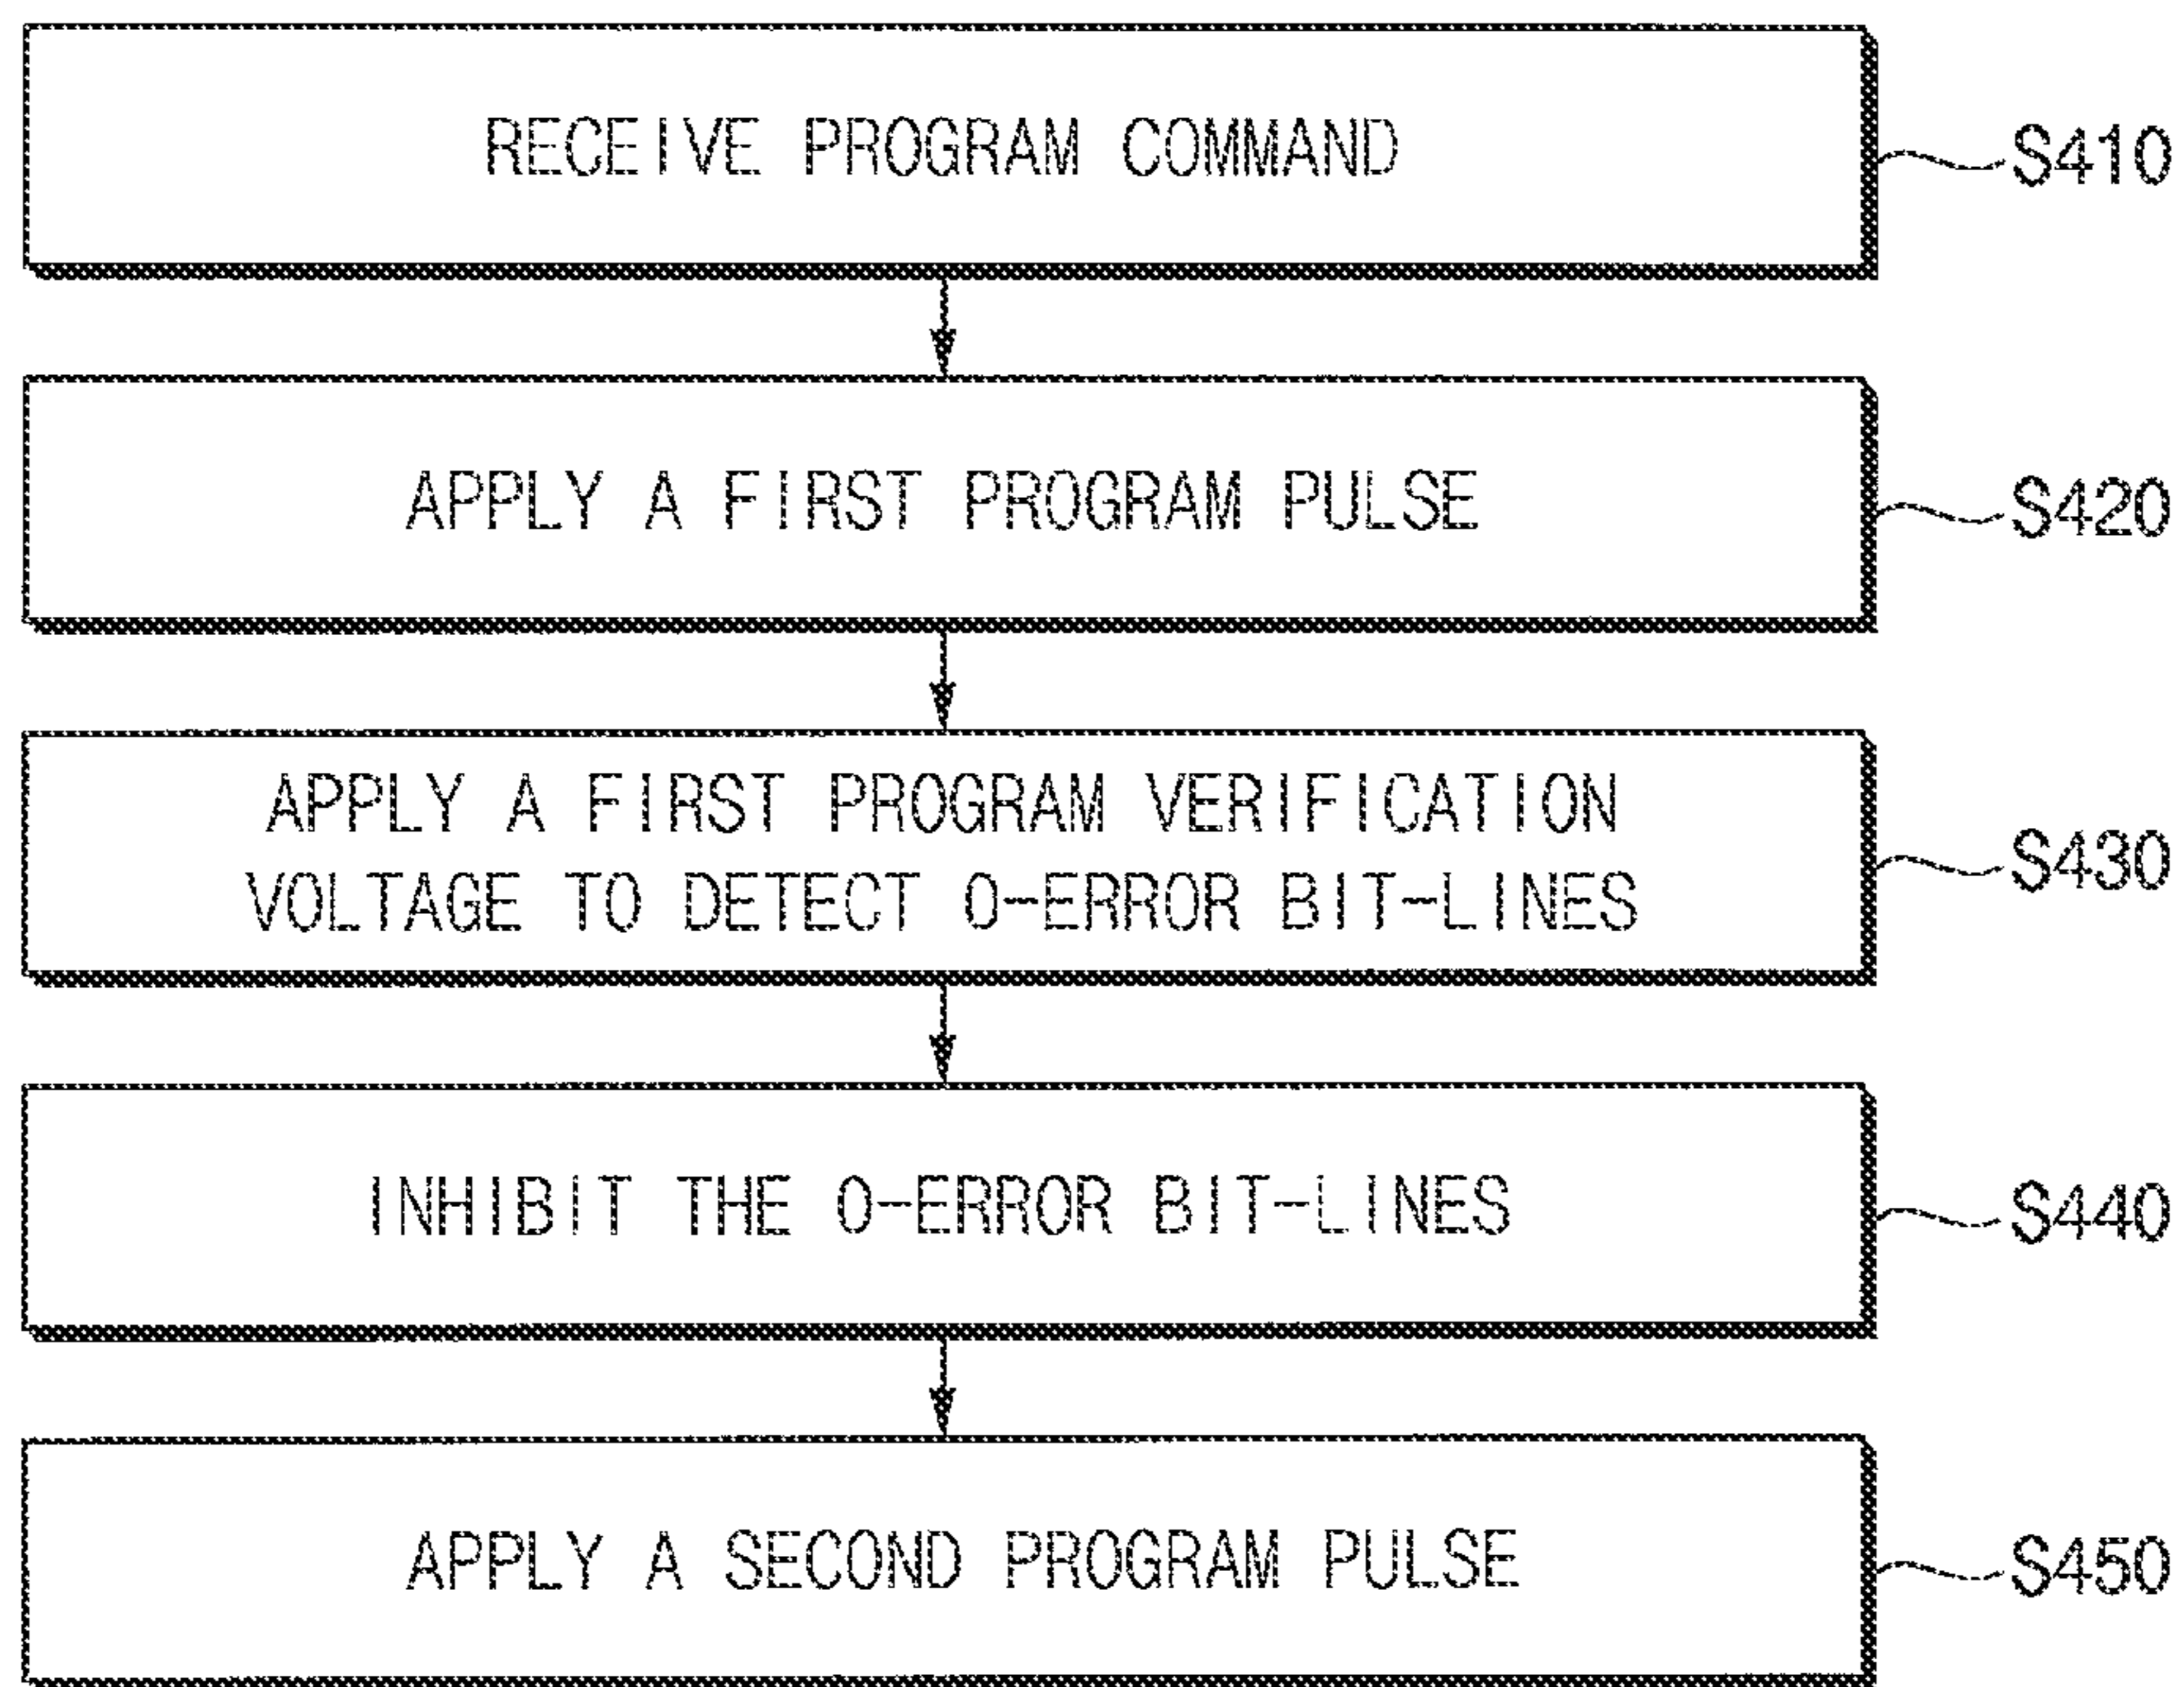 RECEIVE PROGRAM COMMAND
S410
APPLY A FIRST PROGRAM PULSE
S420
APPLY A FIRST PROGRAM VERIFICATION
VOLTAGE TO DETECT 0-ERROR BIT-LINES
S430
INHIBIT THE 0-ERROR BIT-LINES
S440
APPLY A SECOND PROGRAM PULSE
S450